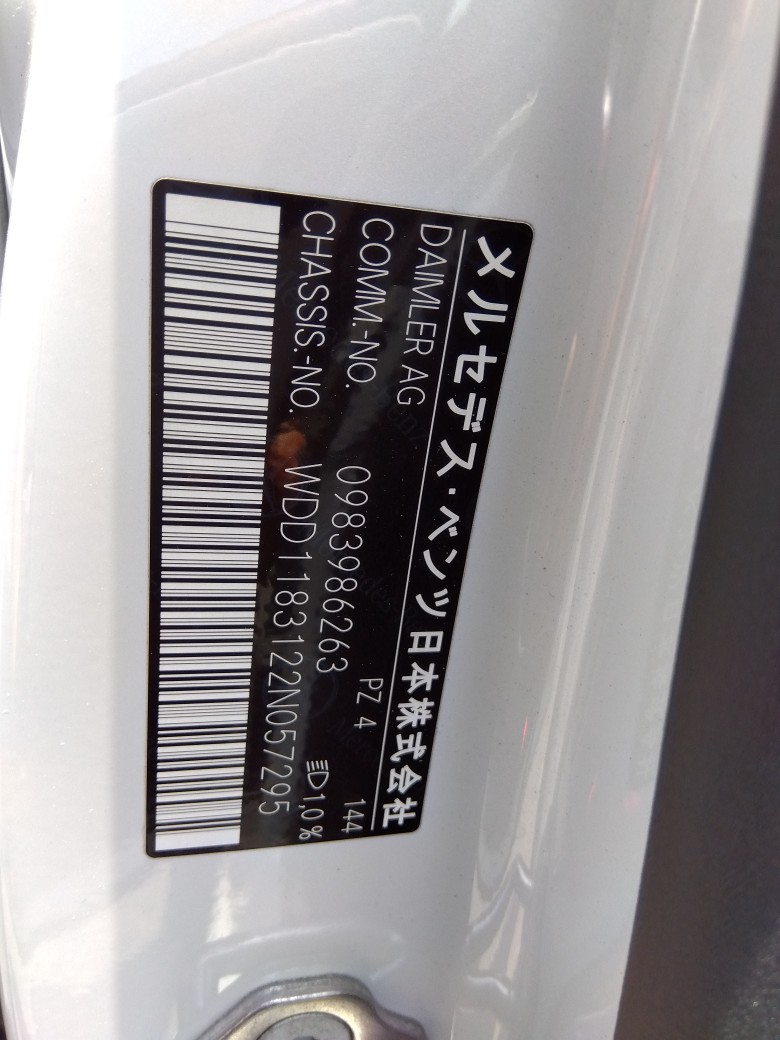 メルセデス・ベンツ日本株式会社
DAIMLER AG
COMM.-NO. 0983986263 PZ 4 144
CHASSIS.-NO. WDD1183122N057295 1,0%